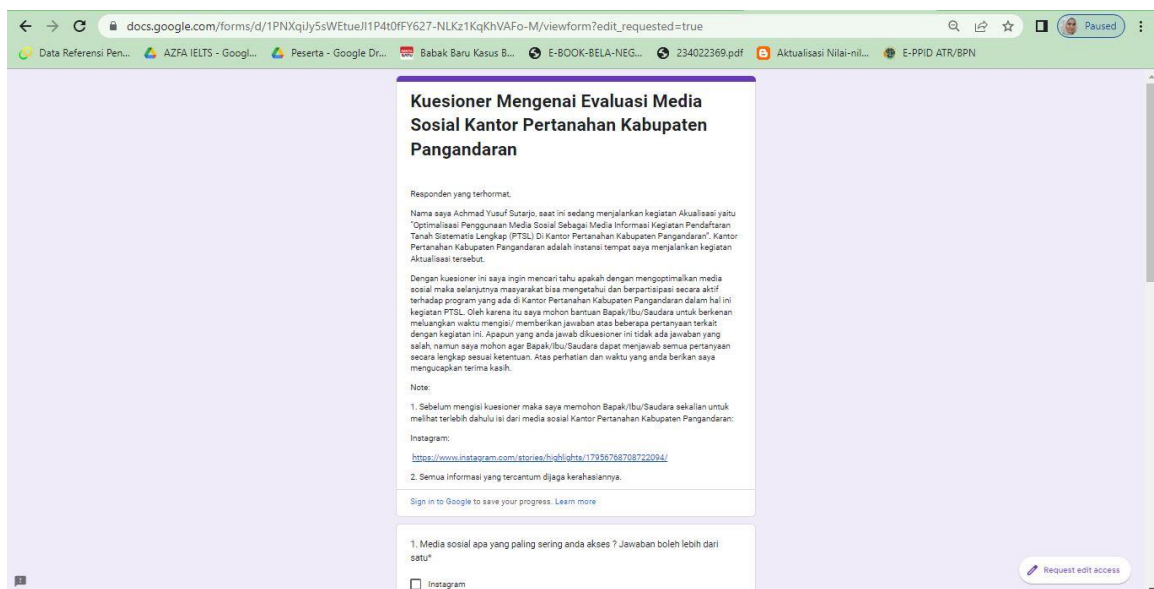 docs.google.com/forms/d/1PNXqiJy5sWEtueJI1P4t0fFY627-NLKz1KqKhVAFo-M/viewform?edit_requested=true
Paused
Data Referensi Pen...
AZFA IELTS - Googl...
Peserta - Google Dr...
Babak Baru Kasus B...
E-BOOK-BELA-NEG...
234022369.pdf
Aktualisasi Nilai-nil...
E-PPID ATR/BPN
Kuesioner Mengenai Evaluasi Media
Sosial Kantor Pertanahan Kabupaten
Pangandaran
Responden yang terhormat,
Nama saya Achmad Yusuf Sutarjo, saat ini sedang menjalankan kegiatan Akualisasi yaitu
"Optimalisasi Penggunaan Media Sosial Sebagai Media Informasi Kegiatan Pendaftaran
Tanah Sistematis Lengkap (PTSL) Di Kantor Pertanahan Kabupaten Pangandaran". Kantor
Pertanahan Kabupaten Pangandaran adalah instansi tempat saya menjalankan kegiatan
Aktualisasi tersebut.
Dengan kuesioner ini saya ingin mencari tahu apakah dengan mengoptimalkan media
sosial maka selanjutnya masyarakat bisa mengetahui dan berpartisipasi secara aktif
terhadap program yang ada di Kantor Pertanahan Kabupaten Pangandaran dalam hal ini
kegiatan PTSL. Oleh karena itu saya mohon bantuan Bapak/Ibu/Saudara untuk berkenan
meluangkan waktu mengisi/ memberikan jawaban atas beberapa pertanyaan terkait
dengan kegiatan ini. Apapun yang anda jawab dikuesioner ini tidak ada jawaban yang
salah, namun saya mohon agar Bapak/Ibu/Saudara dapat menjawab semua pertanyaan
secara lengkap sesuai ketentuan. Atas perhatian dan waktu yang anda berikan saya
mengucapkan terima kasih.
Note:
1. Sebelum mengisi kuesioner maka saya memohon Bapak/Ibu/Saudara sekalian untuk
melihat terlebih dahulu isi dari media sosial Kantor Pertanahan Kabupaten Pangandaran:
Instagram:
https://www.instagram.com/stories/highlights/17956768708722094/
2. Semua informasi yang tercantum dijaga kerahasiannya.
Sign in to Google to save your progress. Learn more
1. Media sosial apa yang paling sering anda akses ? Jawaban boleh lebih dari
satu*
Instagram
Request edit access